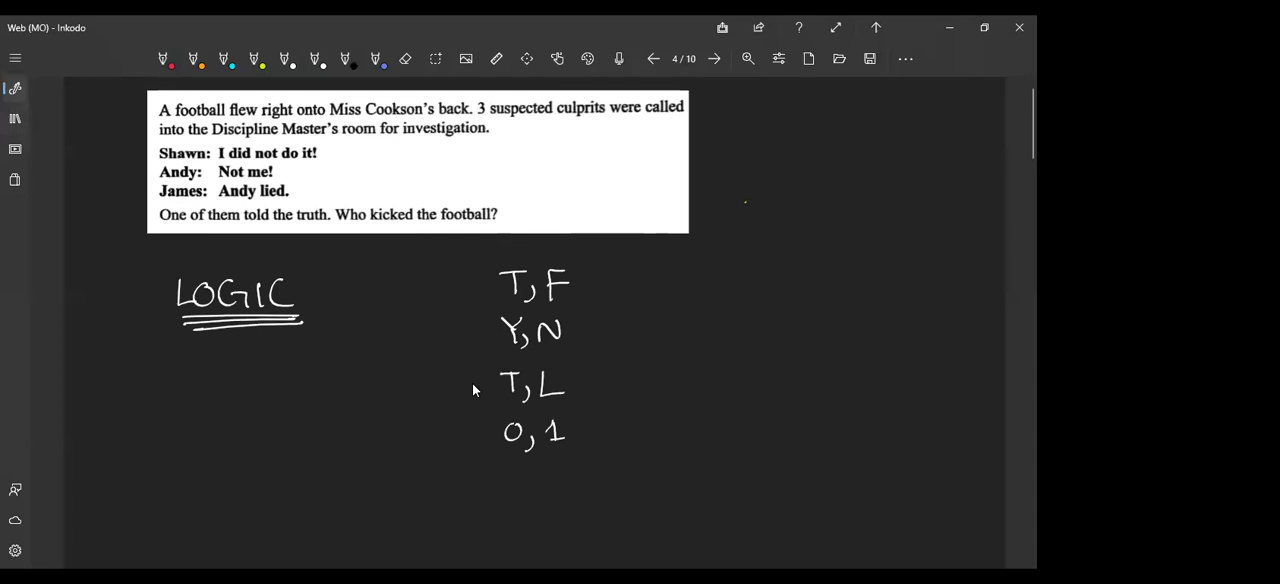 Web (MO) - Inkodo
4 / 10
A football flew right onto Miss Cookson's back. 3 suspected culprits were called
into the Discipline Master's room for investigation.
Shawn: I did not do it!
Andy: Not me!
James: Andy lied.
One of them told the truth. Who kicked the football?
LOGIC
T, F
Y, N
T, L
0, 1